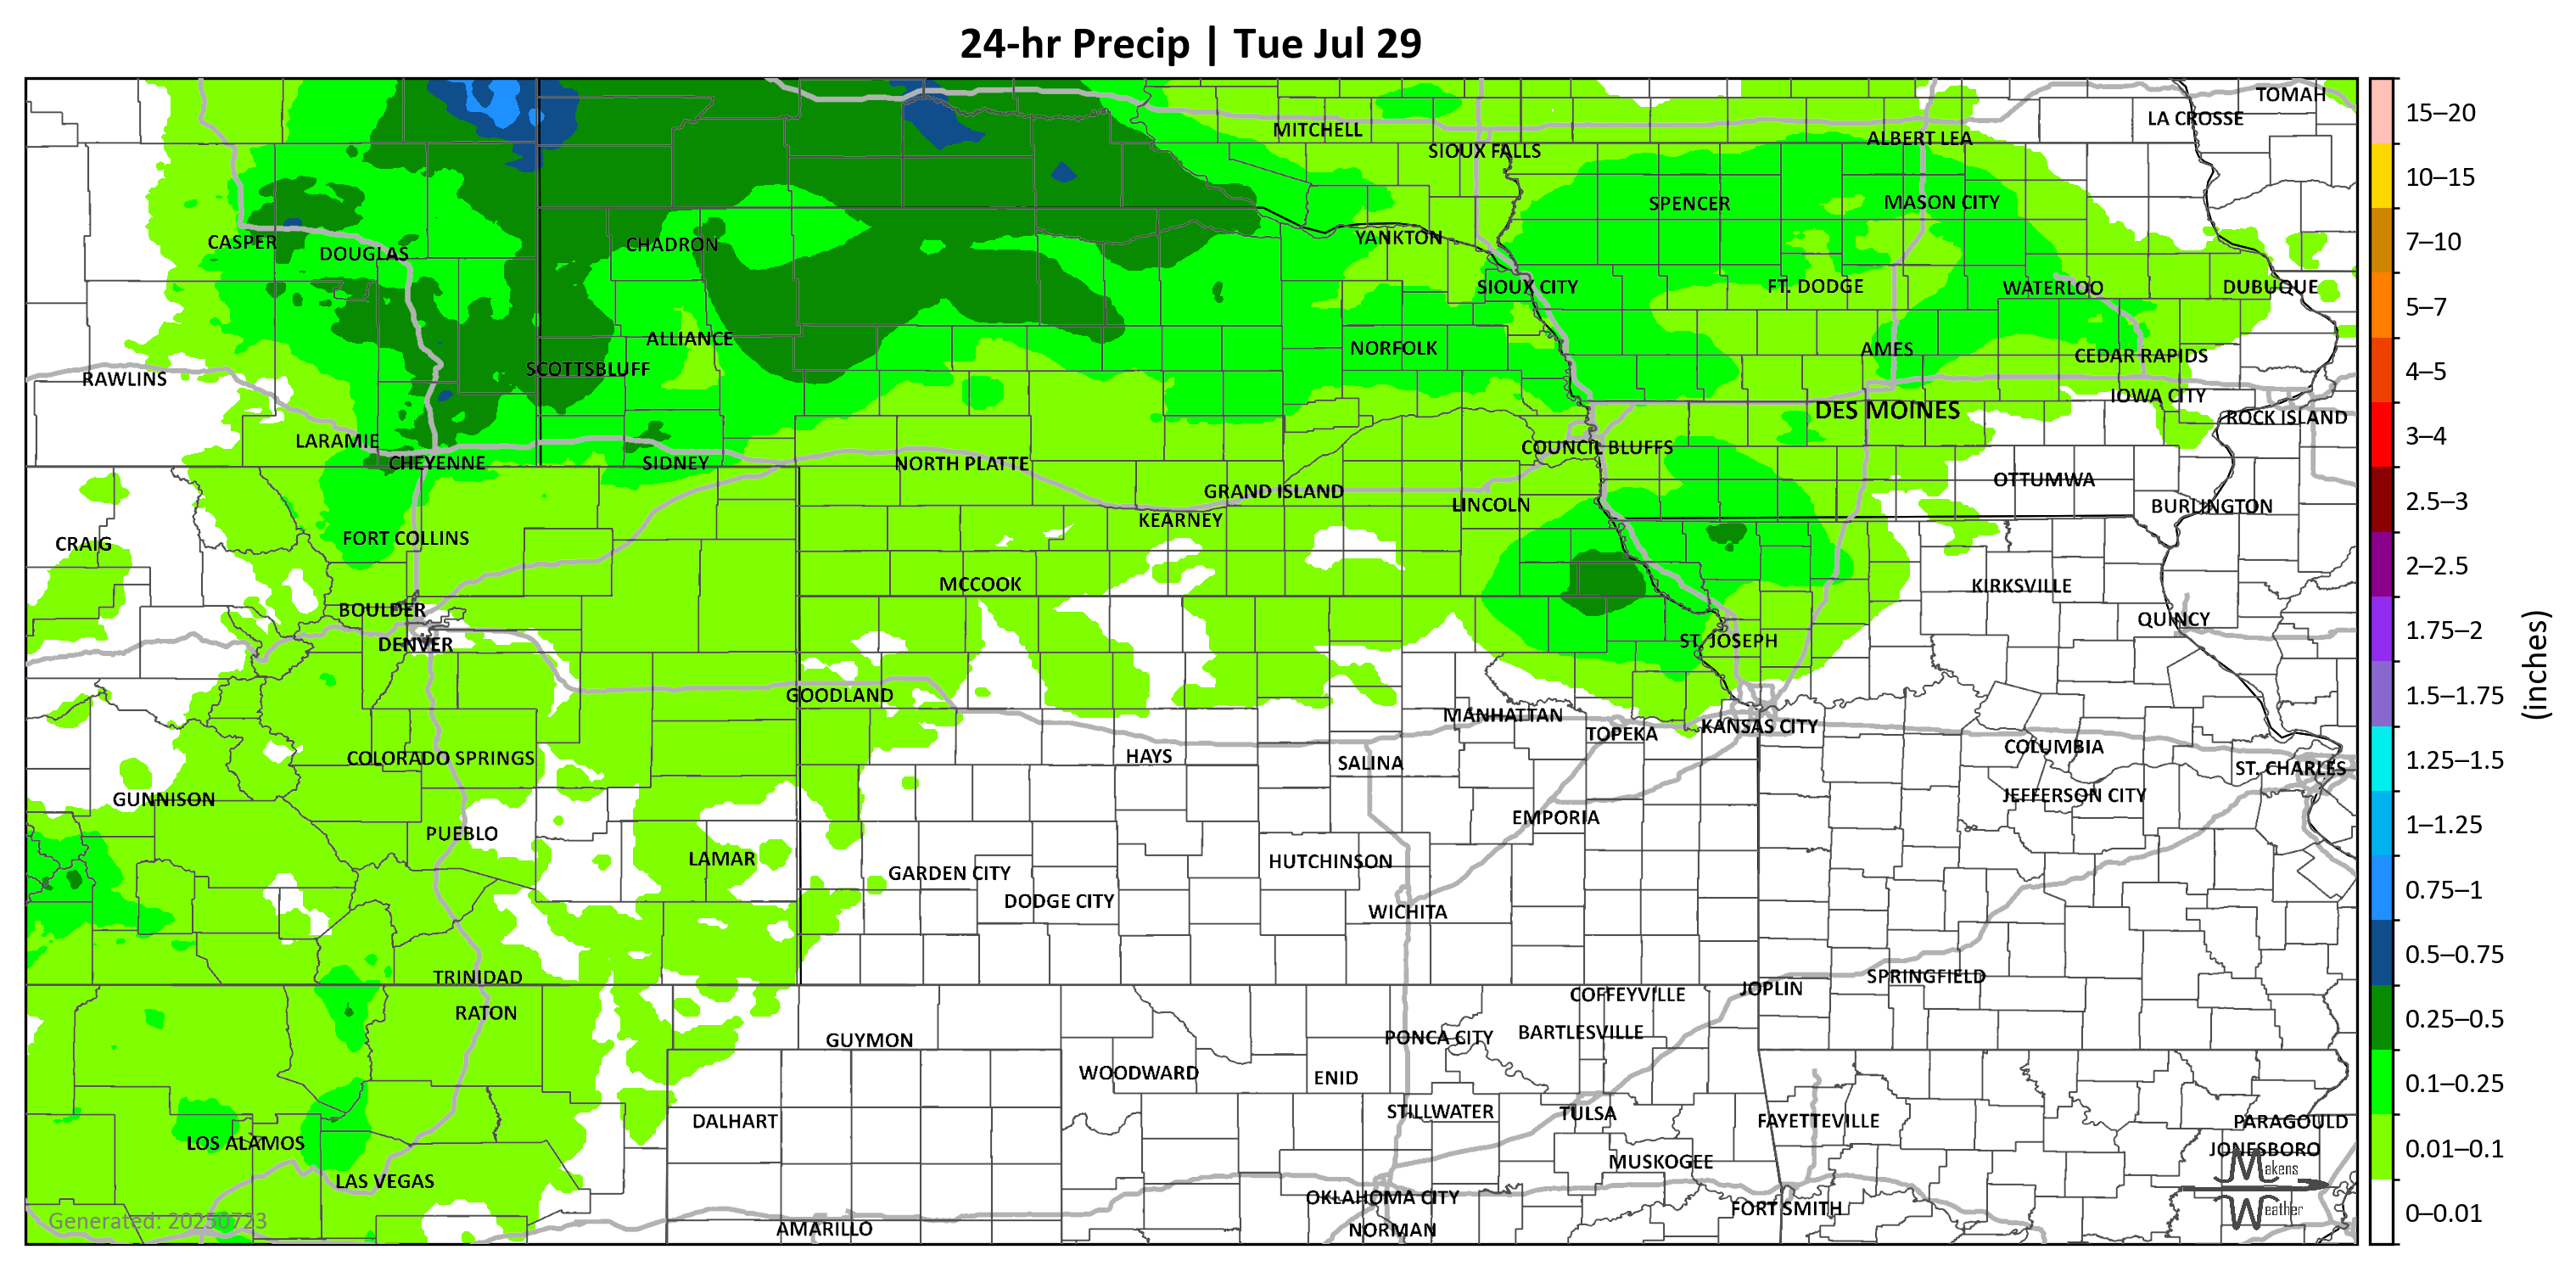 24-hr Precip | Tue Jul 29
TOMAH
LA CROSSE
MITCHELL
ALBERT LEA
SIOUX FALLS
SPENCER
MASON CITY
CASPER
DOUGLAS
CHADRON
YANKTON
SIOUX CITY
FT. DODGE
WATERLOO
DUBUQUE
ALLIANCE
NORFOLK
AMES
CEDAR RAPIDS
SCOTTSBLUFF
RAWLINS
IOWA CITY
DES MOINES
ROCK ISLAND
LARAMIE
COUNCIL BLUFFS
CHEYENNE
SIDNEY
NORTH PLATTE
OTTUMWA
GRAND ISLAND
LINCOLN
BURLINGTON
KEARNEY
CRAIG
FORT COLLINS
MCCOOK
KIRKSVILLE
BOULDER
QUINCY
DENVER
ST. JOSEPH
GOODLAND
MANHATTAN
TOPEKA
KANSAS CITY
COLORADO SPRINGS
HAYS
SALINA
COLUMBIA
ST. CHARLES
GUNNISON
JEFFERSON CITY
EMPORIA
PUEBLO
LAMAR
HUTCHINSON
GARDEN CITY
DODGE CITY
WICHITA
TRINIDAD
SPRINGFIELD
JOPLIN
COFFEYVILLE
RATON
GUYMON
PONCA CITY
BARTLESVILLE
WOODWARD
ENID
DALHART
STILLWATER
TULSA
FAYETTEVILLE
PARAGOULD
LOS ALAMOS
JONESBORO
MUSKOGEE
LAS VEGAS
OKLAHOMA CITY
FORT SMITH
AMARILLO
NORMAN
Generated: 20250723
Makens
Weather
15–20
10–15
7–10
5–7
4–5
3–4
2.5–3
2–2.5
1.75–2
1.5–1.75
1.25–1.5
1–1.25
0.75–1
0.5–0.75
0.25–0.5
0.1–0.25
0.01–0.1
0–0.01
(inches)